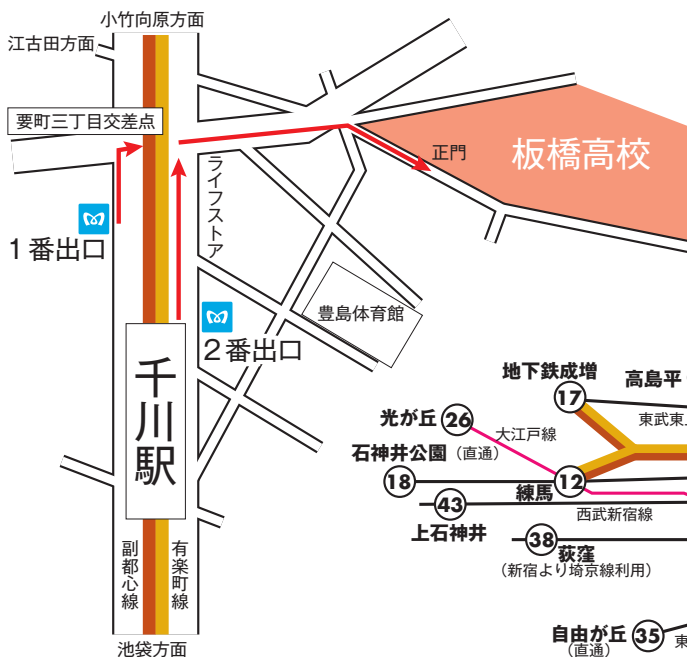 小竹向原方面
江古田方面
要町三丁目交差点
ライフストア
正門
板橋高校
1番出口
2番出口
豊島体育館
千川駅
副都心線
有楽町線
池袋方面
地下鉄成増
17
高島平
東武東
光が丘
26
大江戸線
石神井公園
(直通)
18
練馬
12
43
上石神井
西武新宿線
38
荻窪
(新宿より埼京線利用)
自由が丘
(直通)
35
東